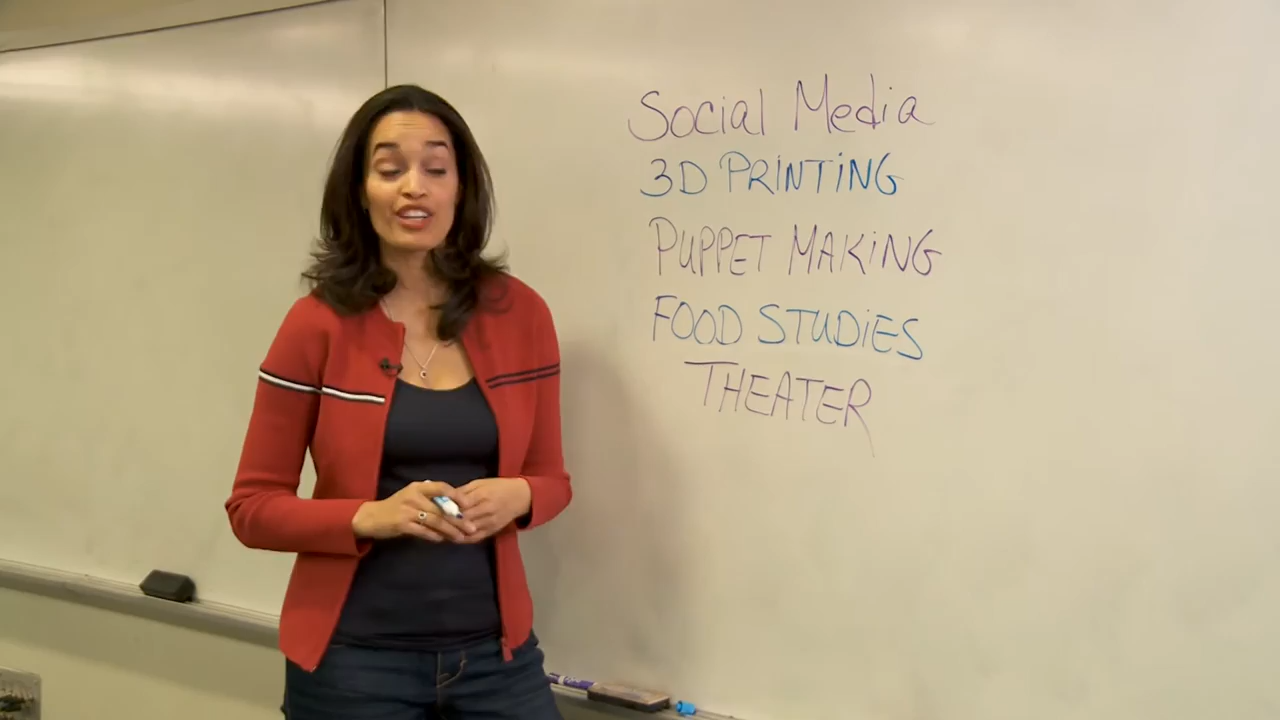 Social Media
3D PRINTING
PUPPET MAKING
FOOD STUDIES
THEATER